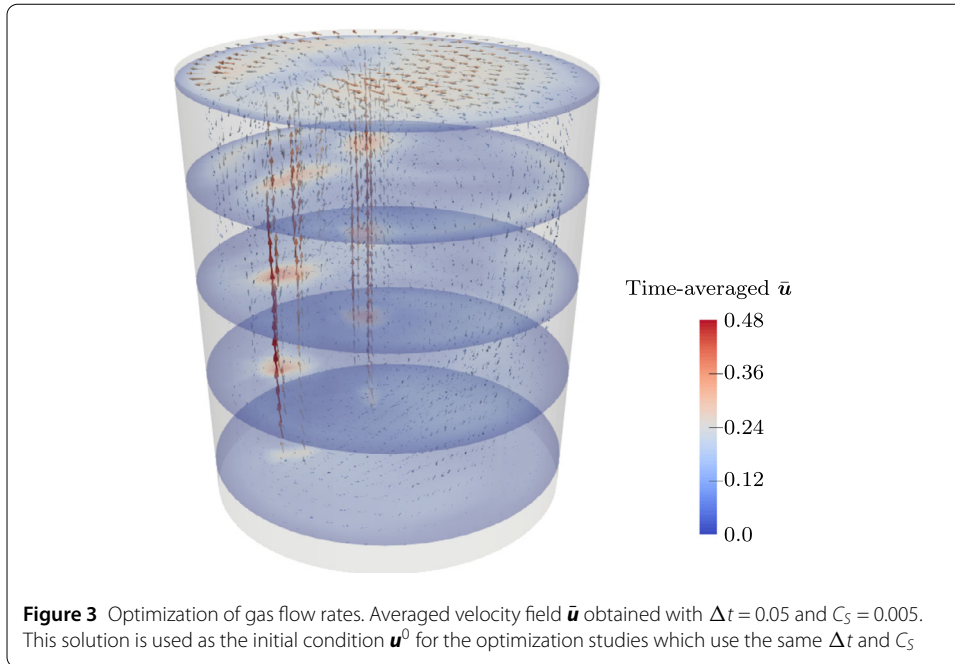 Time-averaged ū
0.48
0.36
0.24
0.12
0.0
Figure 3 Optimization of gas flow rates. Averaged velocity field ū obtained with Δt = 0.05 and C_S = 0.005.
This solution is used as the initial condition u⁰ for the optimization studies which use the same Δt and C_S